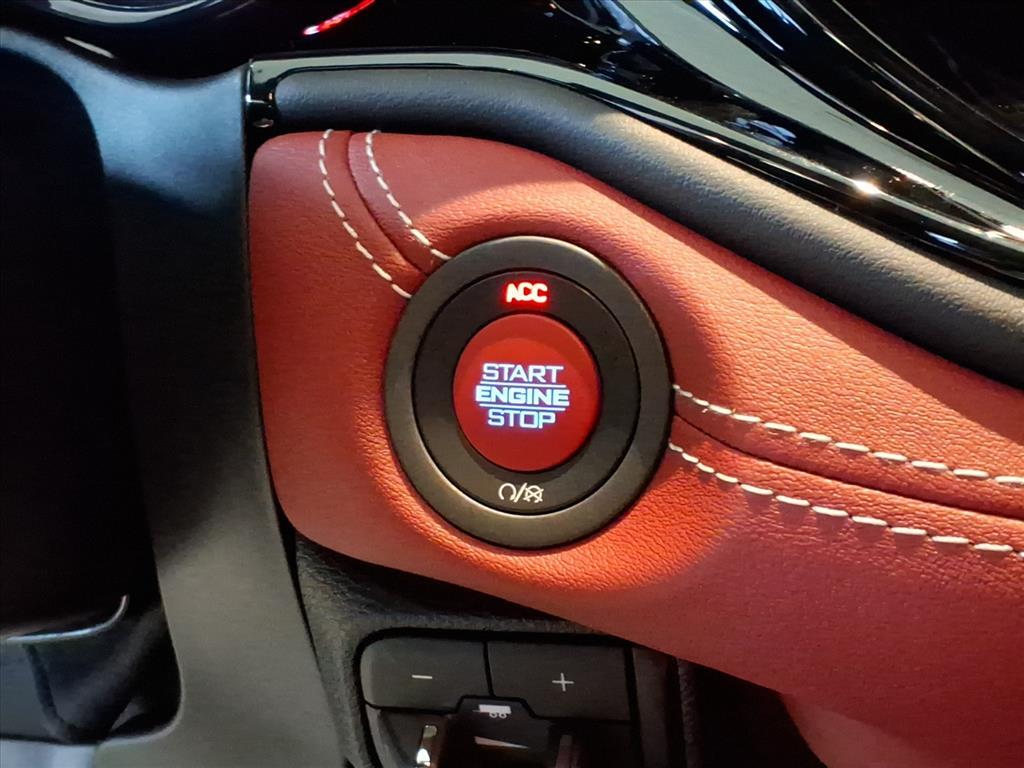 ACC
START
ENGINE
STOP
- +